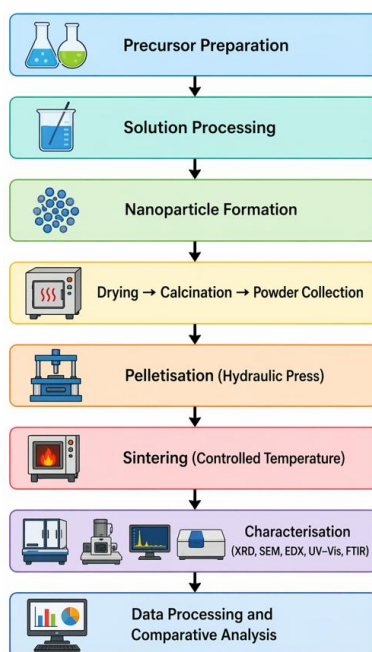 Precursor Preparation
Solution Processing
Nanoparticle Formation
Drying → Calcination → Powder Collection
Pelletisation (Hydraulic Press)
Sintering (Controlled Temperature)
Characterisation
(XRD, SEM, EDX, UV–Vis, FTIR)
Data Processing and
Comparative Analysis